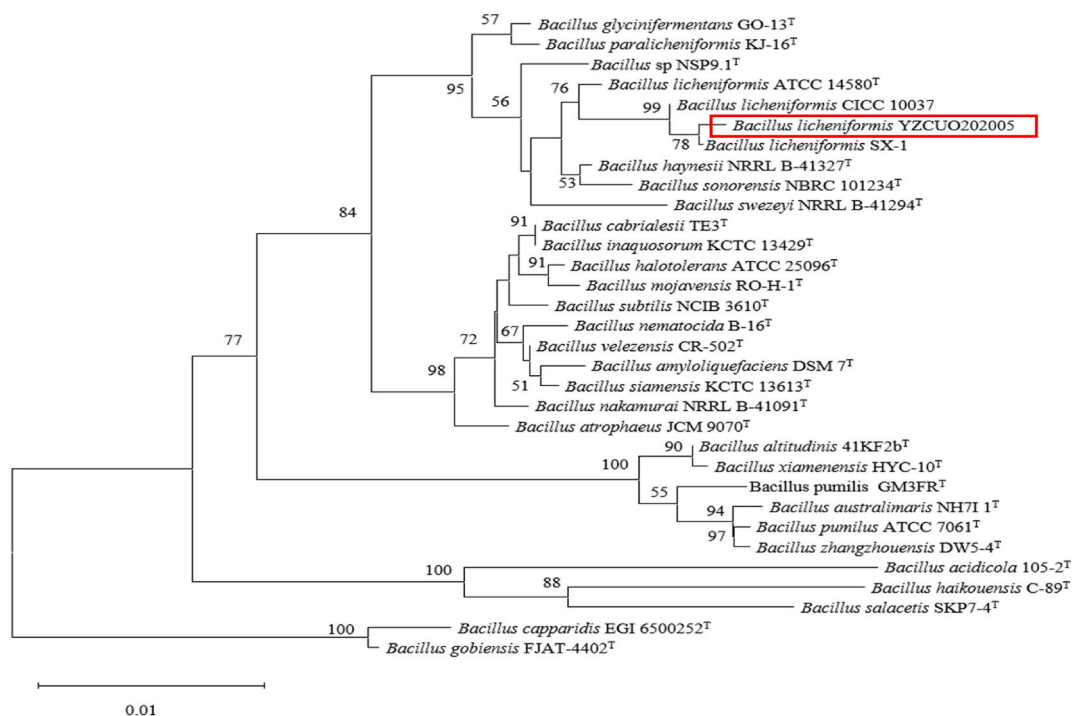 57
Bacillus glycinifermentans GO-13T
Bacillus paralicheniformis KJ-16T
95
Bacillus sp NSP9.1T
56
76
Bacillus licheniformis ATCC 14580T
99
Bacillus licheniformis CICC 10037
Bacillus licheniformis YZCUO202005
78
Bacillus licheniformis SX-1
Bacillus haynesii NRRL B-41327T
53
Bacillus sonorensis NBRC 101234T
Bacillus swezeyi NRRL B-41294T
84
91
Bacillus cabrialesii TE3T
Bacillus inaquosorum KCTC 13429T
91
Bacillus halotolerans ATCC 25096T
Bacillus mojavensis RO-H-1T
Bacillus subtilis NCIB 3610T
77
72
67
Bacillus nematocida B-16T
Bacillus velezensis CR-502T
98
Bacillus amyloliquefaciens DSM 7T
51
Bacillus siamensis KCTC 13613T
Bacillus nakamurai NRRL B-41091T
Bacillus atrophaeus JCM 9070T
90
Bacillus altitudinis 41KF2bT
100
Bacillus xiamenensis HYC-10T
55
Bacillus pumilis GM3FRT
94
Bacillus australimaris NH7I 1T
97
Bacillus pumilus ATCC 7061T
Bacillus zhangzhouensis DW5-4T
100
Bacillus acidicola 105-2T
88
Bacillus haikouensis C-89T
Bacillus salacetis SKP7-4T
100
Bacillus capparidis EGI 6500252T
Bacillus gobiensis FJAT-4402T
0.01